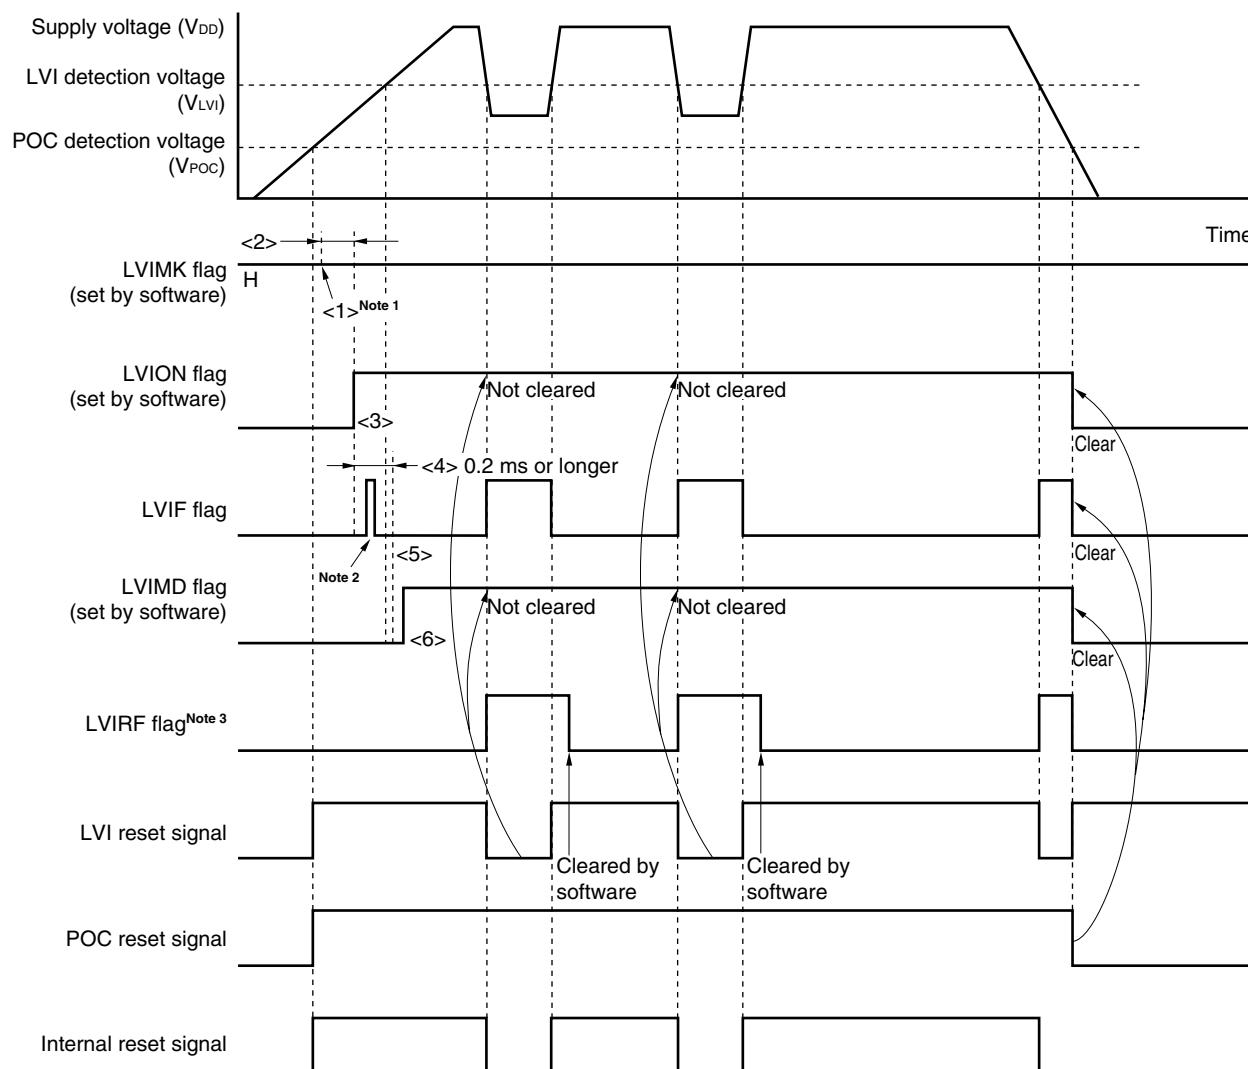 Supply voltage (VDD)
LVI detection voltage
(VLVI)
POC detection voltage
(VPOC)
Time
<2>
LVIMK flag
(set by software)
H
<1>Note 1
LVION flag
(set by software)
Not cleared
Not cleared
<3>
Clear
<4> 0.2 ms or longer
LVIF flag
Note 2
<5>
Clear
LVIMD flag
(set by software)
Not cleared
Not cleared
<6>
Clear
LVIRF flagNote 3
LVI reset signal
Cleared by
software
Cleared by
software
POC reset signal
Internal reset signal